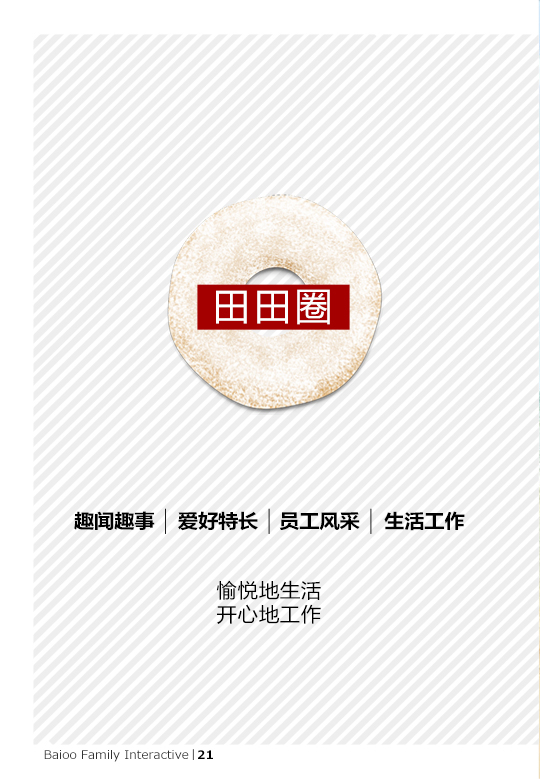 田田圈
趣闻趣事 | 爱好特长 | 员工风采 | 生活工作
愉悦地生活
开心地工作
Baioo Family Interactive | 21